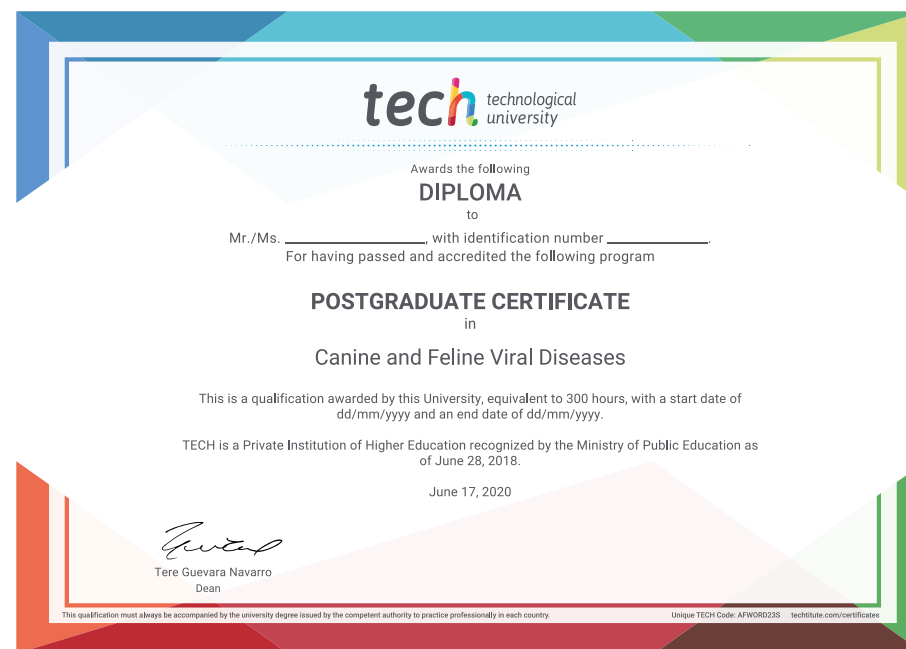 tech technological
university
Awards the following
DIPLOMA
to
Mr./Ms. ____________________, with identification number ______________.
For having passed and accredited the following program
POSTGRADUATE CERTIFICATE
in
Canine and Feline Viral Diseases
This is a qualification awarded by this University, equivalent to 300 hours, with a start date of
dd/mm/yyyy and an end date of dd/mm/yyyy.
TECH is a Private Institution of Higher Education recognized by the Ministry of Public Education as
of June 28, 2018.
June 17, 2020
Tere Guevara Navarro
Dean
This qualification must always be accompanied by the university degree issued by the competent authority to practice professionally in each country.
Unique TECH Code: AFWORD23S techtitute.com/certificates